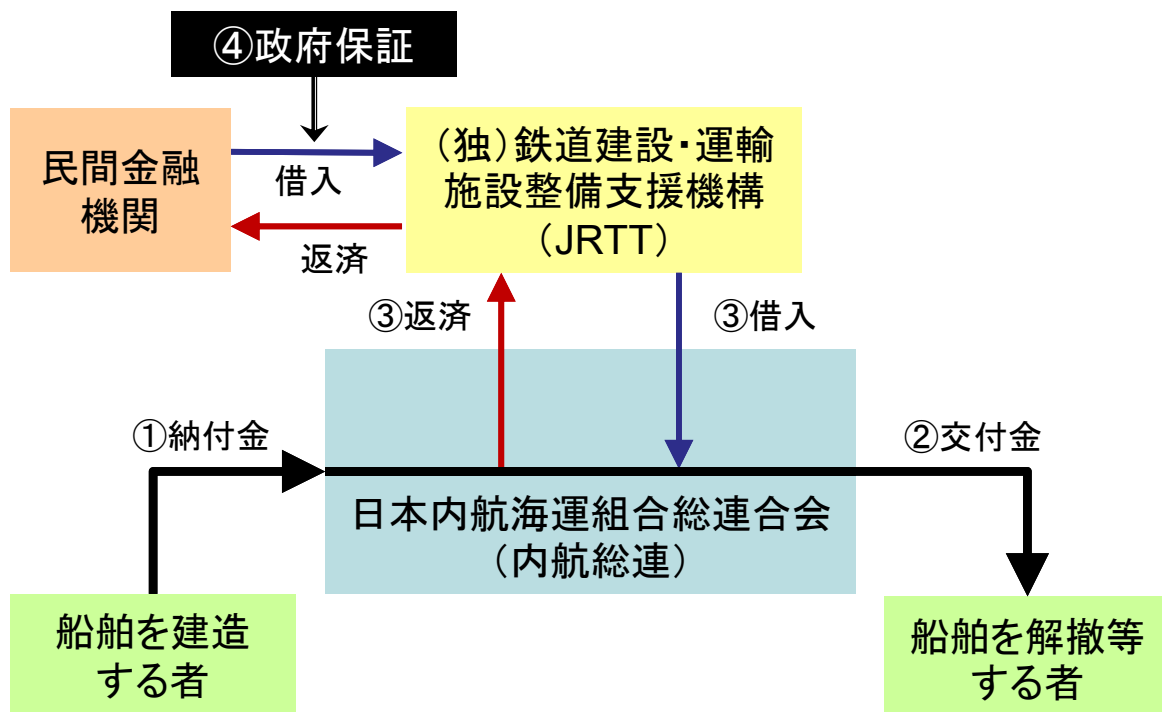 ④政府保証
民間金融
機関
借入
返済
（独）鉄道建設・運輸
施設整備支援機構
（JRTT）
③返済
③借入
①納付金
②交付金
日本内航海運組合総連合会
（内航総連）
船舶を建造
する者
船舶を解撤等
する者